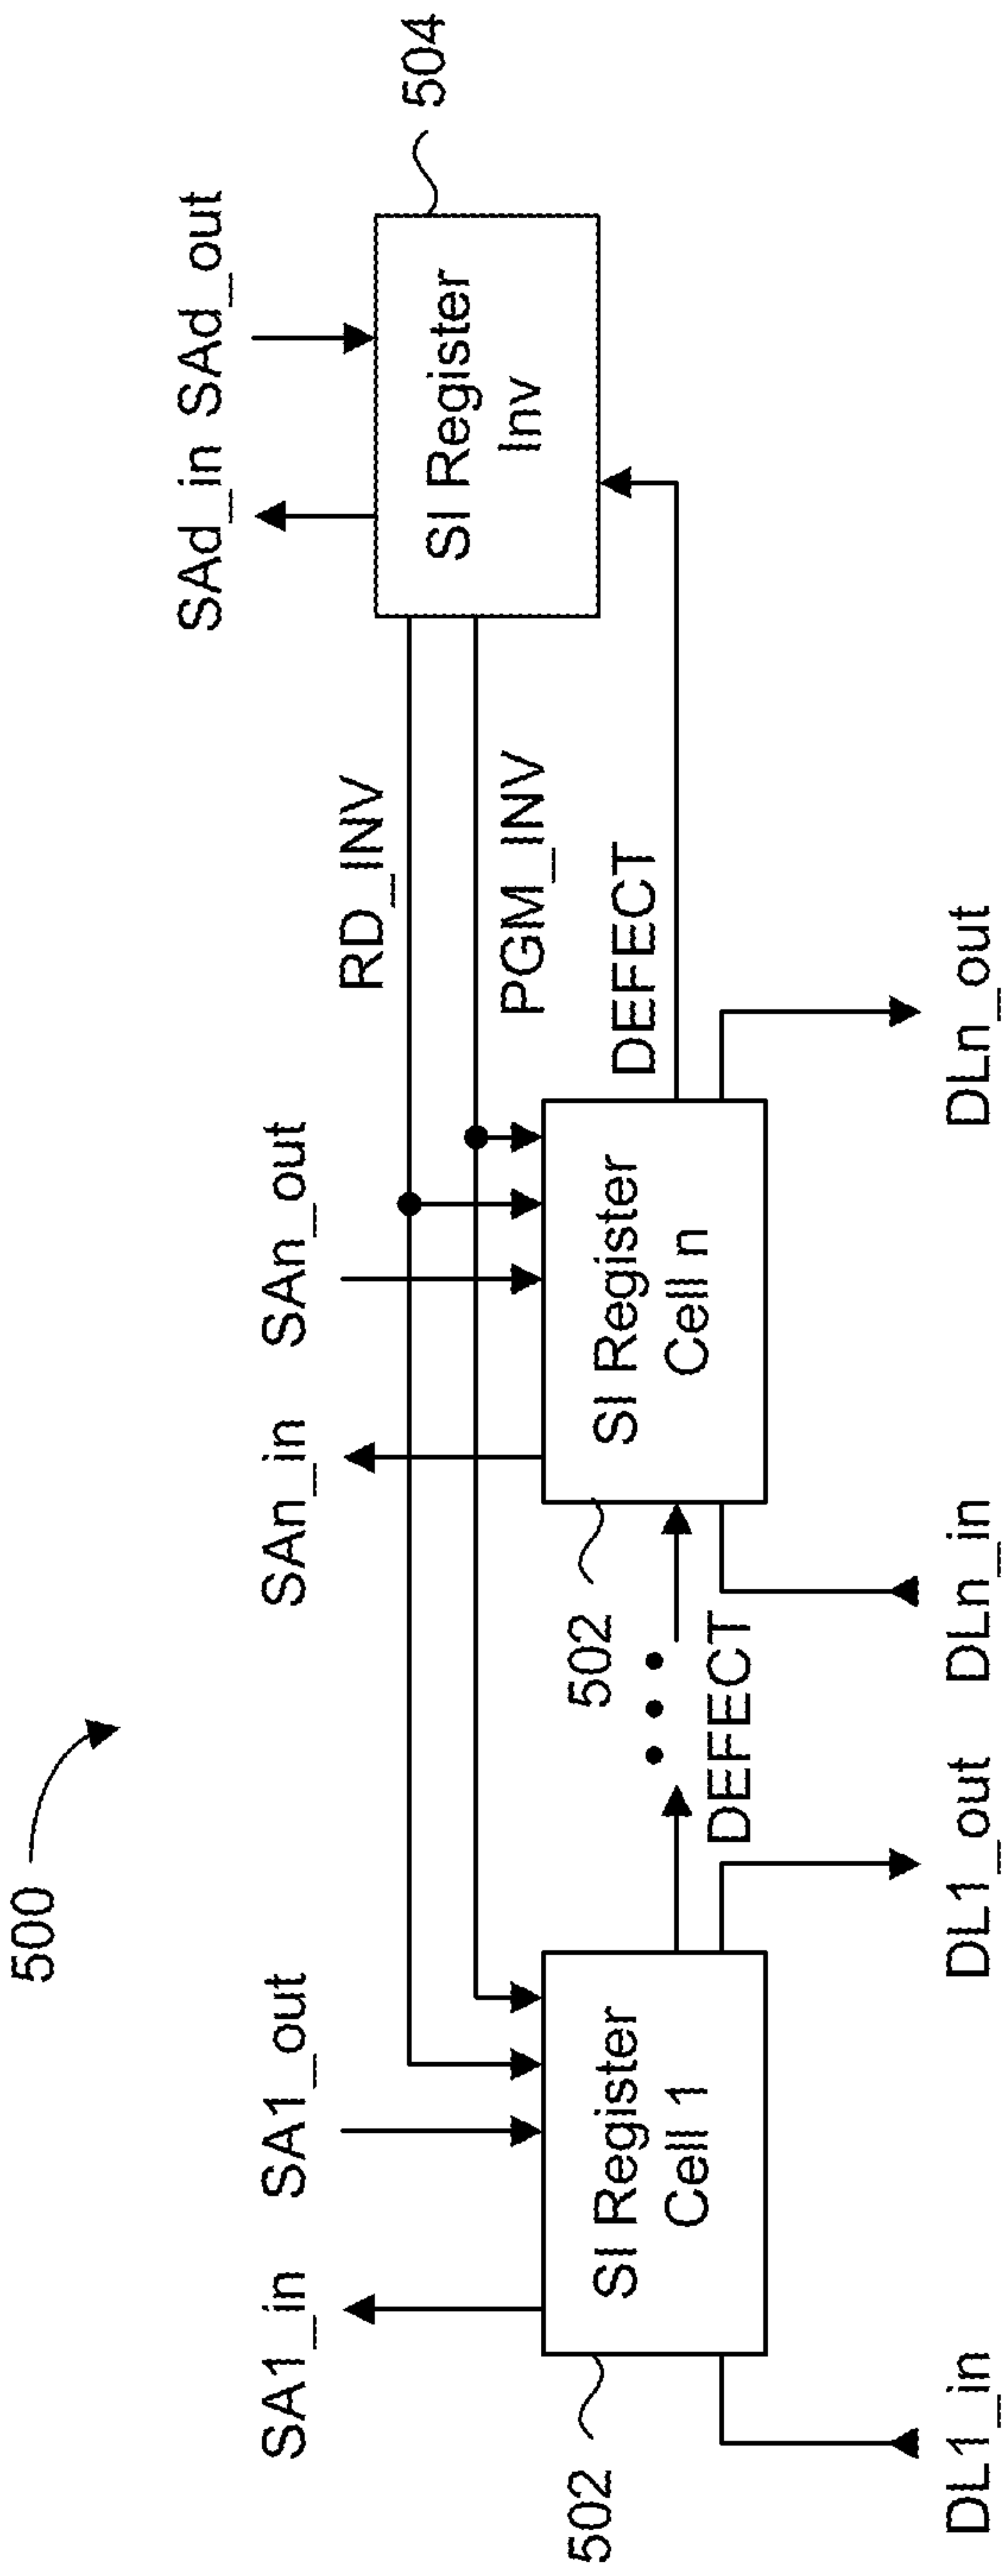 500
SAd_in SAd_out
504
SI Register
Inv
RD_INV
PGM_INV
SA1_in SA1_out
SAn_in SAn_out
502
SI Register
Cell 1
DEFECT
502
SI Register
Cell n
DEFECT
DL1_in
DL1_out
DLn_in
DLn_out